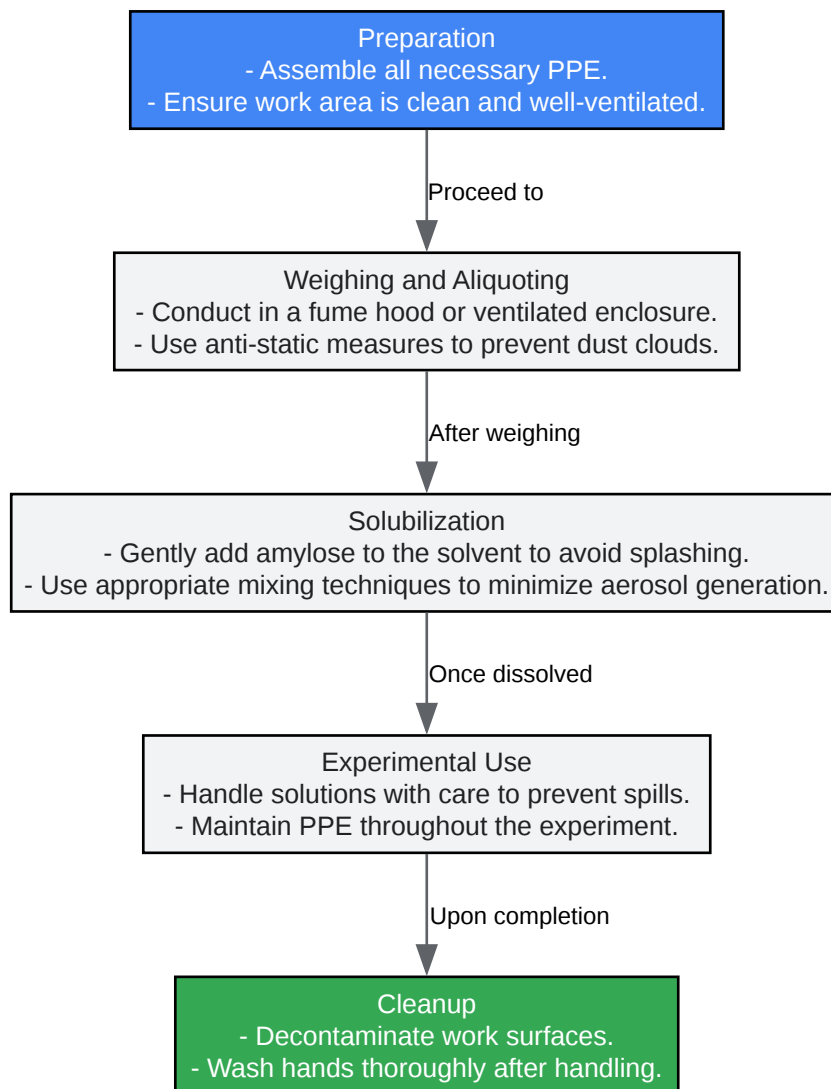 Preparation
- Assemble all necessary PPE.
- Ensure work area is clean and well-ventilated.
Proceed to
Weighing and Aliquoting
- Conduct in a fume hood or ventilated enclosure.
- Use anti-static measures to prevent dust clouds.
After weighing
Solubilization
- Gently add amylose to the solvent to avoid splashing.
- Use appropriate mixing techniques to minimize aerosol generation.
Once dissolved
Experimental Use
- Handle solutions with care to prevent spills.
- Maintain PPE throughout the experiment.
Upon completion
Cleanup
- Decontaminate work surfaces.
- Wash hands thoroughly after handling.